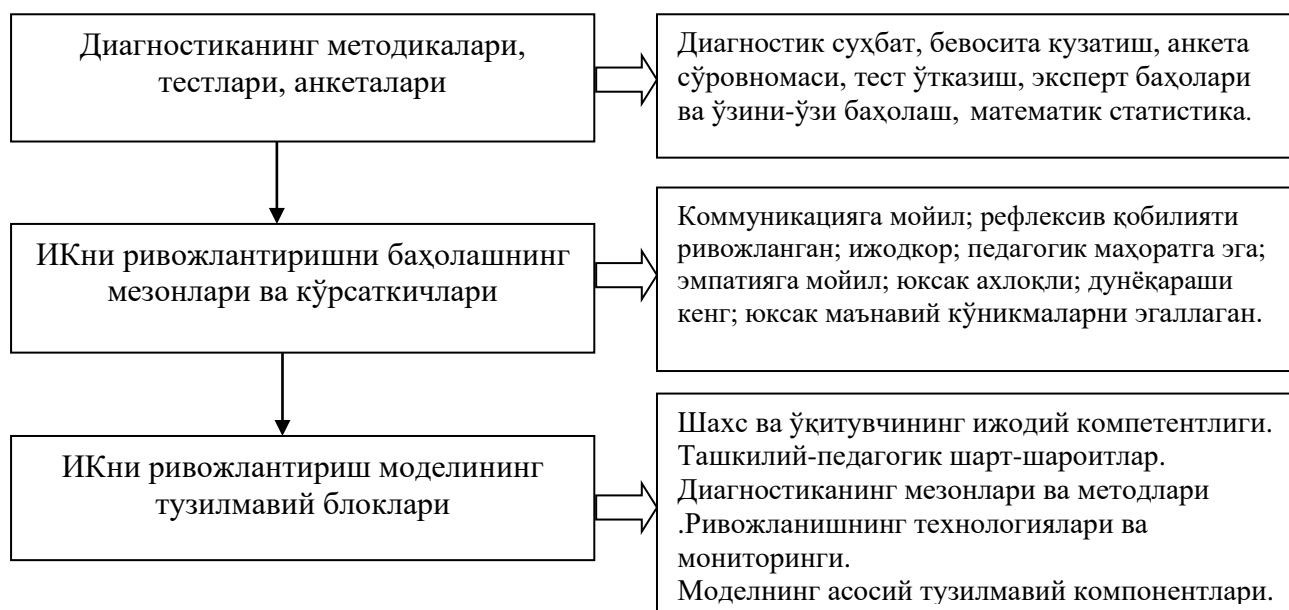 Диагностиканинг методикалари,
тестлари, анкеталари
Диагностик суҳбат, бевосита кузатиш, анкета
сўровномаси, тест ўтказиш, эксперт баҳолари
ва ўзини-ўзи баҳолаш, математик статистика.
ИКни ривожлантиришни баҳолашнинг
мезонлари ва кўрсаткичлари
Коммуникацияга мойил; рефлексив қобилияти
ривожланган; ижодкор; педагогик маҳоратга эга;
эмпатияга мойил; юксак ахлоқли; дунёқараши
кенг; юксак маънавий кўникмаларни эгаллаган.
ИКни ривожлантириш моделининг
тузилмавий блоклари
Шахс ва ўқитувчининг ижодий компетентлиги.
Ташкилий-педагогик шарт-шароитлар.
Диагностиканинг мезонлари ва методлари
.Ривожланишнинг технологиялари ва
мониторинги.
Моделнинг асосий тузилмавий компонентлари.